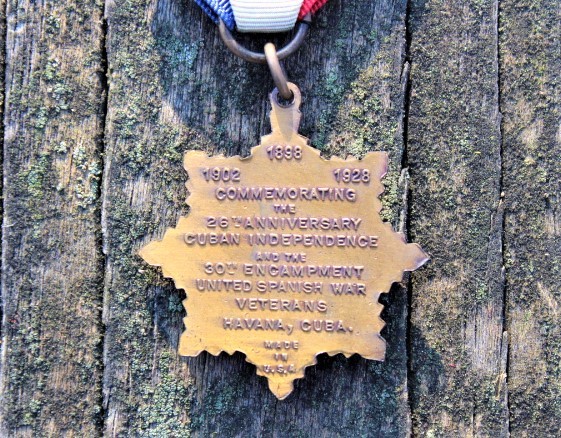 1898
1902 1928
COMMEMORATING
THE
26TH ANNIVERSARY
CUBAN INDEPENDENCE
AND THE
30TH ENCAMPMENT
UNITED SPANISH WAR
VETERANS
HAVANA, CUBA.
MADE
IN
U.S.A.